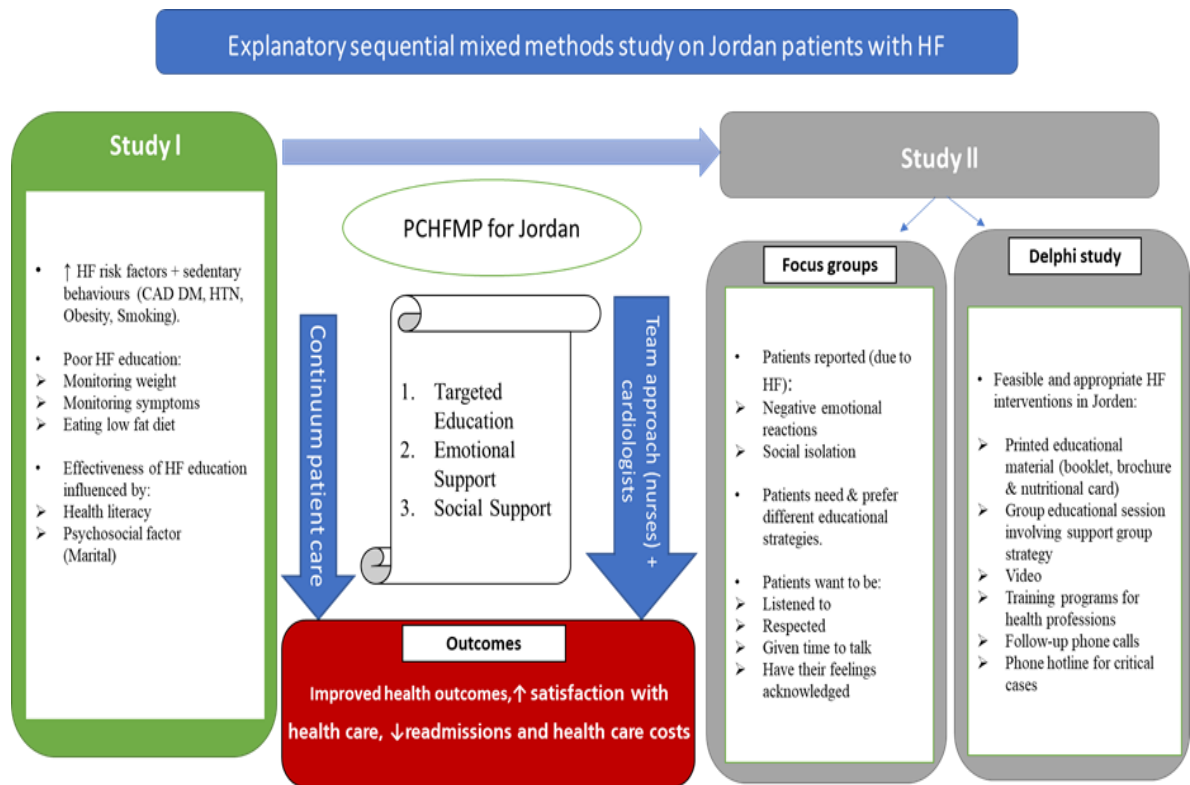 Explanatory sequential mixed methods study on Jordan patients with HF
Study I
• ↑ HF risk factors + sedentary
behaviours (CAD DM, HTN,
Obesity, Smoking).
• Poor HF education:
➤ Monitoring weight
➤ Monitoring symptoms
➤ Eating low fat diet
• Effectiveness of HF education
influenced by:
➤ Health literacy
➤ Psychosocial factor
(Marital)
PCHFMP for Jordan
Continuum patient care
1. Targeted
Education
2. Emotional
Support
3. Social Support
Team approach (nurses) +
cardiologists
Outcomes
Improved health outcomes,↑ satisfaction with
health care, ↓readmissions and health care costs
Study II
Focus groups
• Patients reported (due to
HF):
➤ Negative emotional
reactions
➤ Social isolation
• Patients need & prefer
different educational
strategies.
• Patients want to be:
➤ Listened to
➤ Respected
➤ Given time to talk
➤ Have their feelings
acknowledged
Delphi study
• Feasible and appropriate HF
interventions in Jorden:
➤ Printed educational
material (booklet, brochure
& nutritional card)
➤ Group educational session
involving support group
strategy
➤ Video
➤ Training programs for
health professions
➤ Follow-up phone calls
➤ Phone hotline for critical
cases